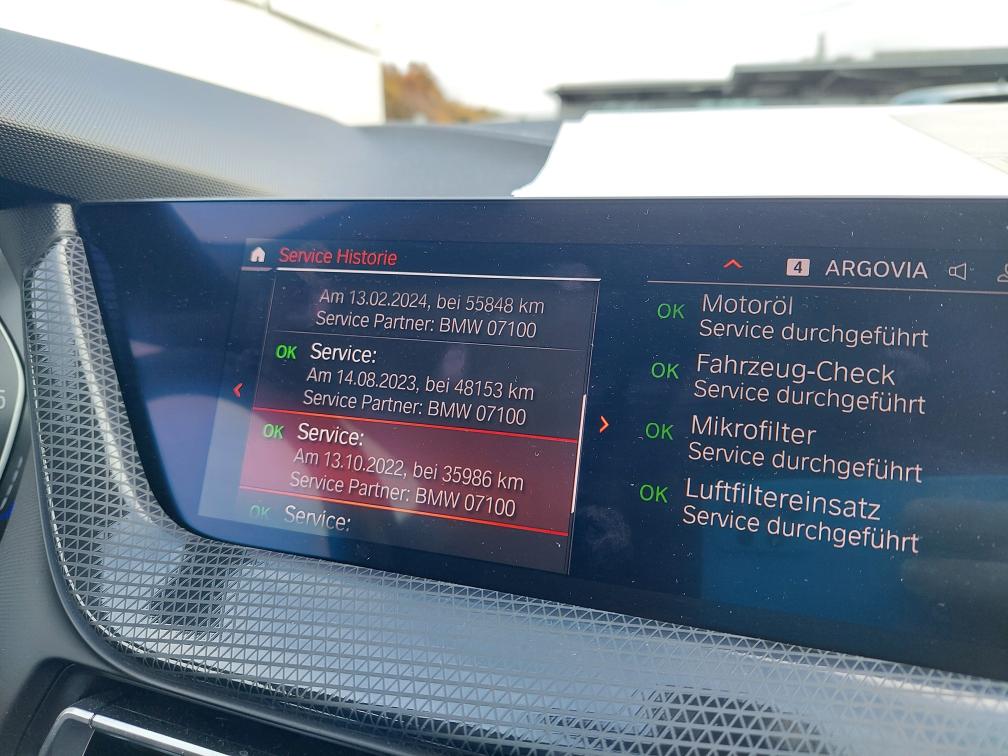 Service Historie
4 ARGOVIA
Am 13.02.2024, bei 55848 km
Service Partner: BMW 07100
OK Service:
Am 14.08.2023, bei 48153 km
Service Partner: BMW 07100
OK Service:
Am 13.10.2022, bei 35986 km
Service Partner: BMW 07100
OK Service:
OK Motoröl
Service durchgeführt
OK Fahrzeug-Check
Service durchgeführt
OK Mikrofilter
Service durchgeführt
OK Luftfiltereinsatz
Service durchgeführt